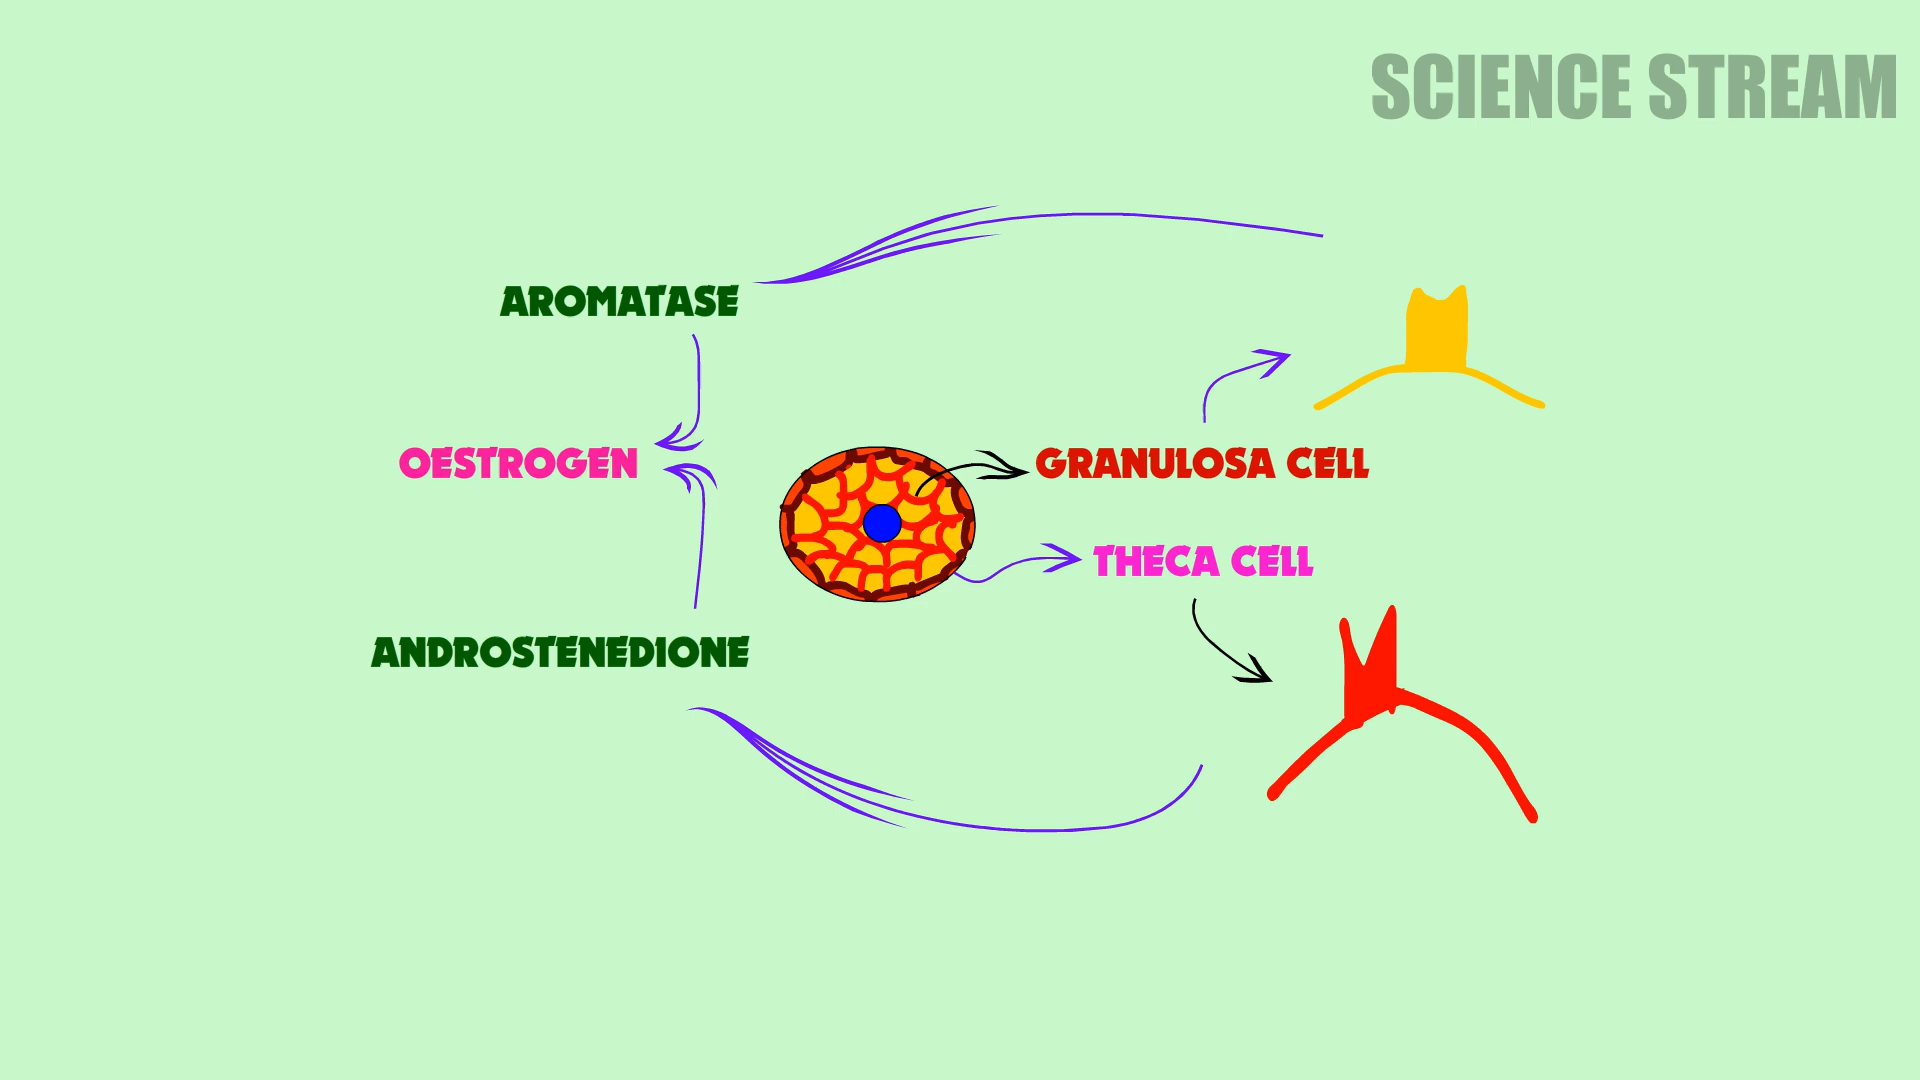 SCIENCE STREAM
AROMATASE
OESTROGEN
GRANULOSA CELL
THECA CELL
ANDROSTENEDIONE